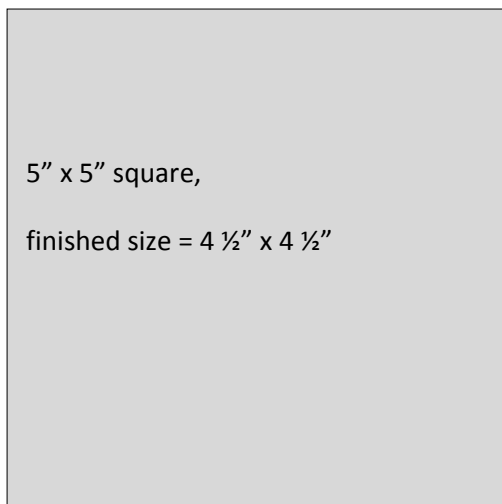 5” x 5” square,
finished size = 4 ½” x 4 ½”